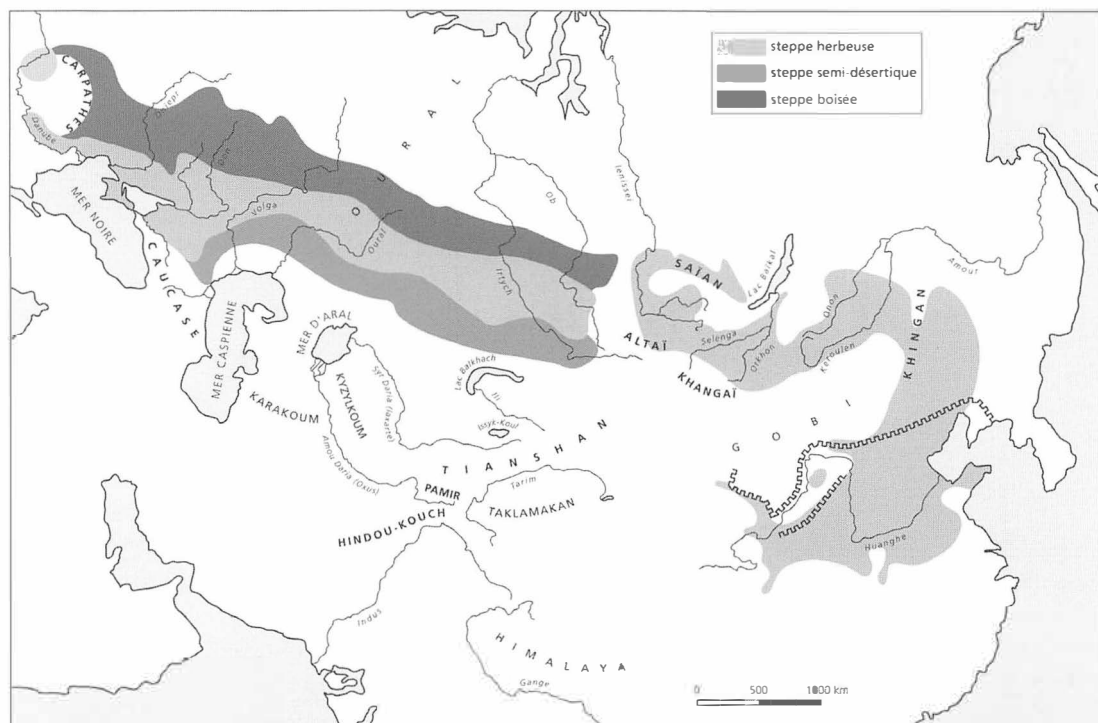 steppe herbeuse
steppe semi-désertique
steppe boisée
CARPATHES
Danube
Dniepr
Don
Volga
OURAL
Oural
MER NOIRE
CAUCASE
MER CASPIENNE
MER D'ARAL
KARAKOUM
KYZYLKOUM
Syr Daria (Iaxarte)
Amou Daria (Oxus)
Irtych
Ob
Ienisseï
Lac Balkhach
Ili
Issyk-Koul
TIANSHAN
PAMIR
Tarim
TAKLAMAKAN
HINDOU-KOUCH
Indus
HIMALAYA
Gange
SAÏAN
Lac Baïkal
ALTAÏ
Selenga
Orkhon
KHANGAÏ
Onon
Kéroulen
Amour
KHINGAN
GOBI
Huanghe
0 500 1000 km